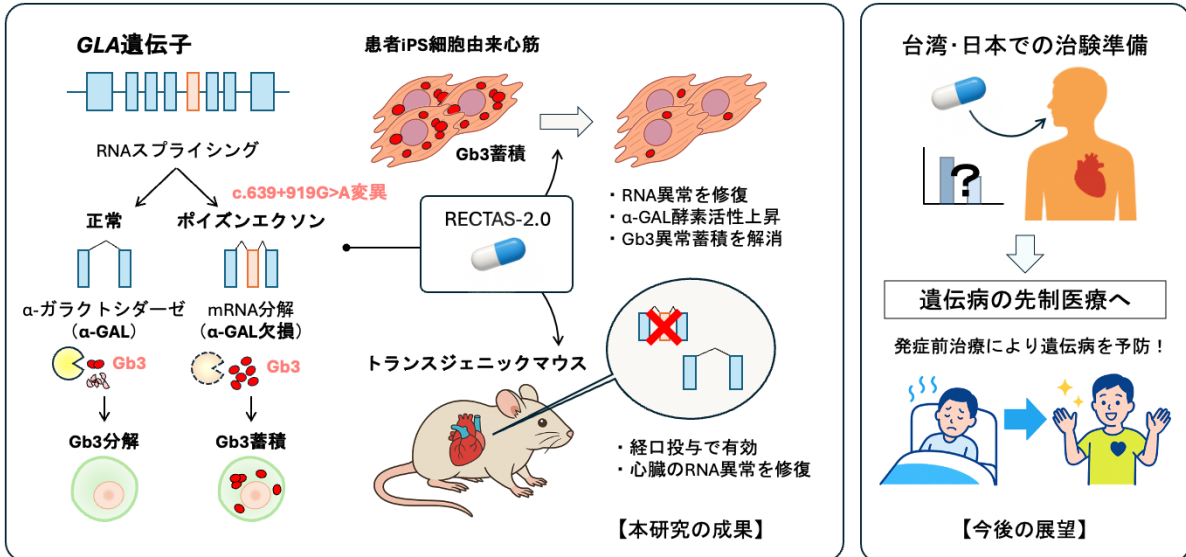 GLA遺伝子
RNAスプライシング
c.639+919G>A変異
正常
ポイズンエクソン
α-ガラクトシダーゼ
（α-GAL）
mRNA分解
（α-GAL欠損）
Gb3
Gb3
Gb3分解
Gb3蓄積
患者iPS細胞由来心筋
Gb3蓄積
・RNA異常を修復
・α-GAL酵素活性上昇
・Gb3異常蓄積を解消
RECTAS-2.0
トランスジェニックマウス
・経口投与で有効
・心臓のRNA異常を修復
【本研究の成果】
台湾・日本での治験準備
?
遺伝病の先制医療へ
発症前治療により遺伝病を予防！
【今後の展望】